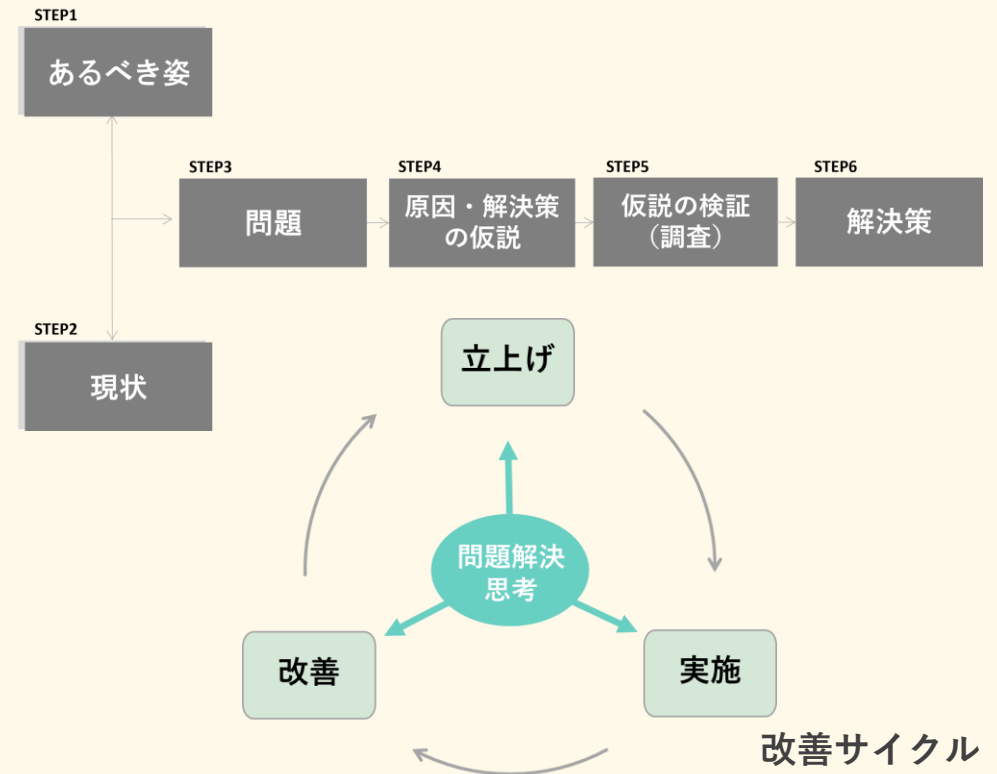 STEP1
あるべき姿
STEP3
問題
STEP4
原因・解決策
の仮説
STEP5
仮説の検証
（調査）
STEP6
解決策
STEP2
現状
立上げ
問題解決
思考
改善
実施
改善サイクル